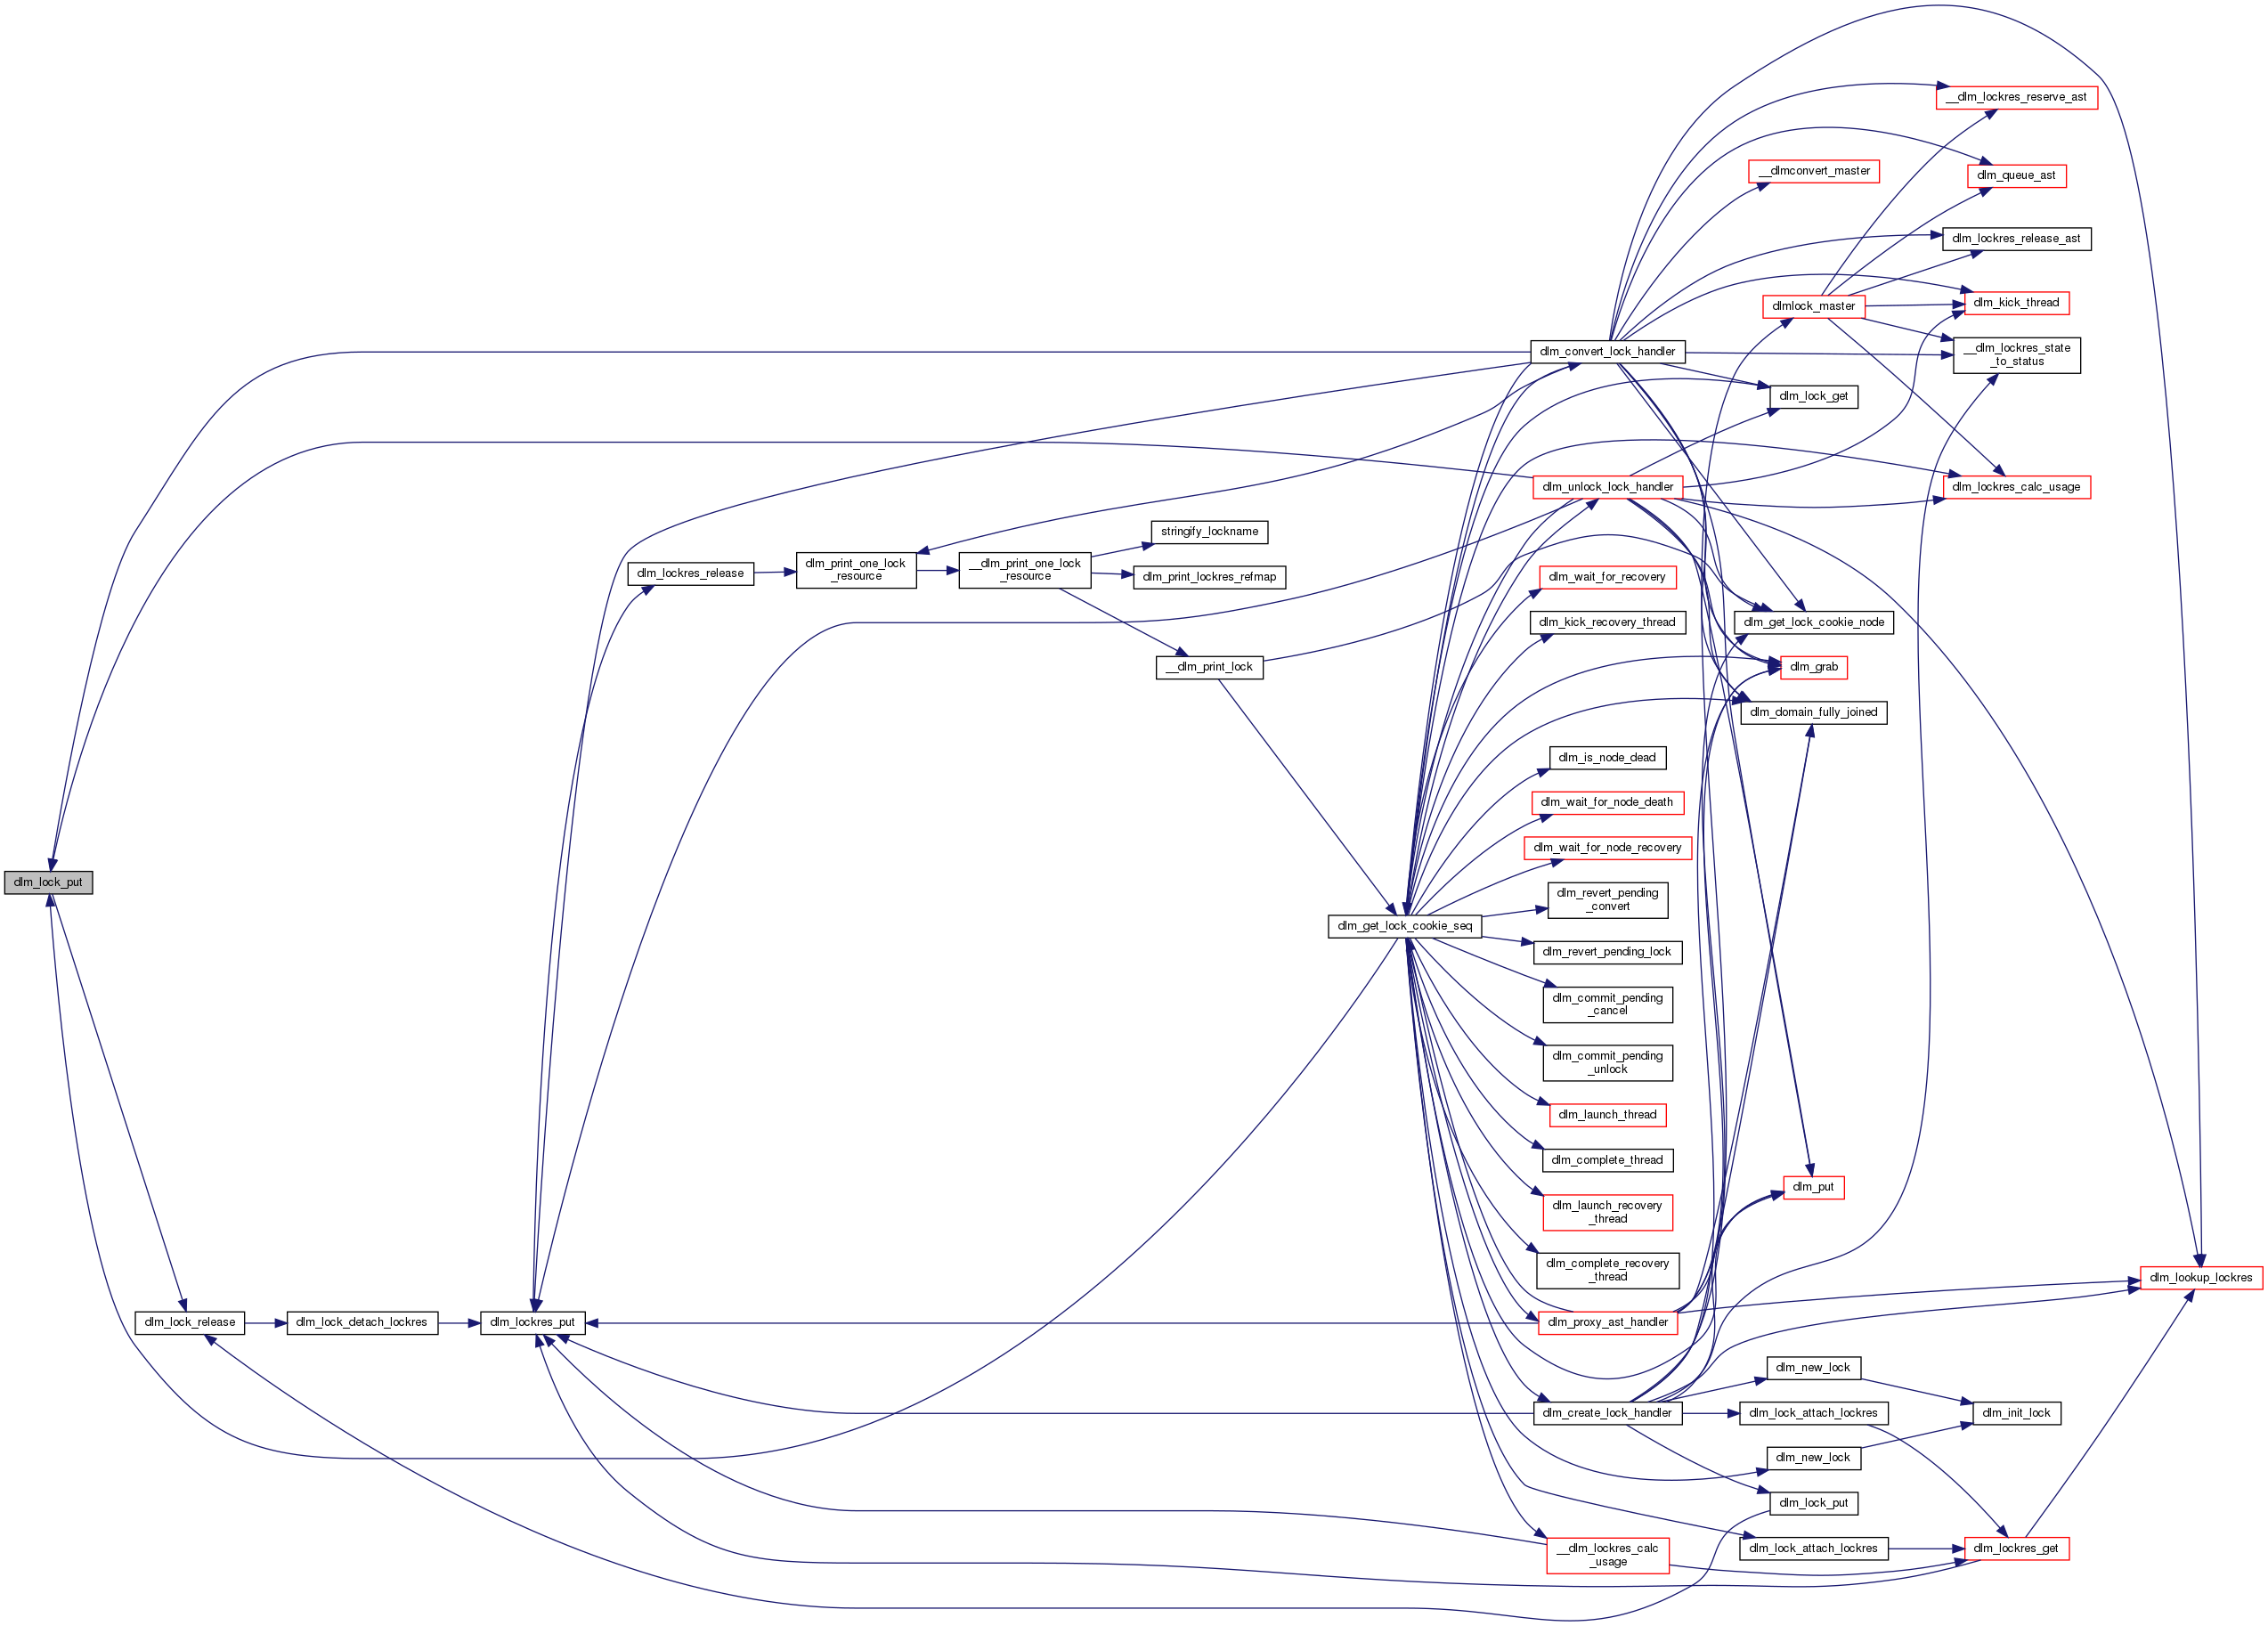 __dlm_lockres_reserve_ast
__dlmconvert_master
dlm_queue_ast
dlm_lockres_release_ast
dlmlock_master
dlm_kick_thread
dlm_convert_lock_handler
__dlm_lockres_state
_to_status
dlm_lock_get
dlm_unlock_lock_handler
dlm_lockres_calc_usage
stringify_lockname
dlm_lockres_release
dlm_print_one_lock
_resource
__dlm_print_one_lock
_resource
dlm_print_lockres_refmap
dlm_wait_for_recovery
dlm_kick_recovery_thread
dlm_get_lock_cookie_node
__dlm_print_lock
dlm_grab
dlm_domain_fully_joined
dlm_is_node_dead
dlm_wait_for_node_death
dlm_wait_for_node_recovery
dlm_lock_put
dlm_revert_pending
_convert
dlm_get_lock_cookie_seq
dlm_revert_pending_lock
dlm_commit_pending
_cancel
dlm_commit_pending
_unlock
dlm_launch_thread
dlm_complete_thread
dlm_put
dlm_launch_recovery
_thread
dlm_complete_recovery
_thread
dlm_lookup_lockres
dlm_lock_release
dlm_lock_detach_lockres
dlm_lockres_put
dlm_proxy_ast_handler
dlm_new_lock
dlm_create_lock_handler
dlm_lock_attach_lockres
dlm_init_lock
dlm_new_lock
dlm_lock_put
__dlm_lockres_calc
_usage
dlm_lock_attach_lockres
dlm_lockres_get